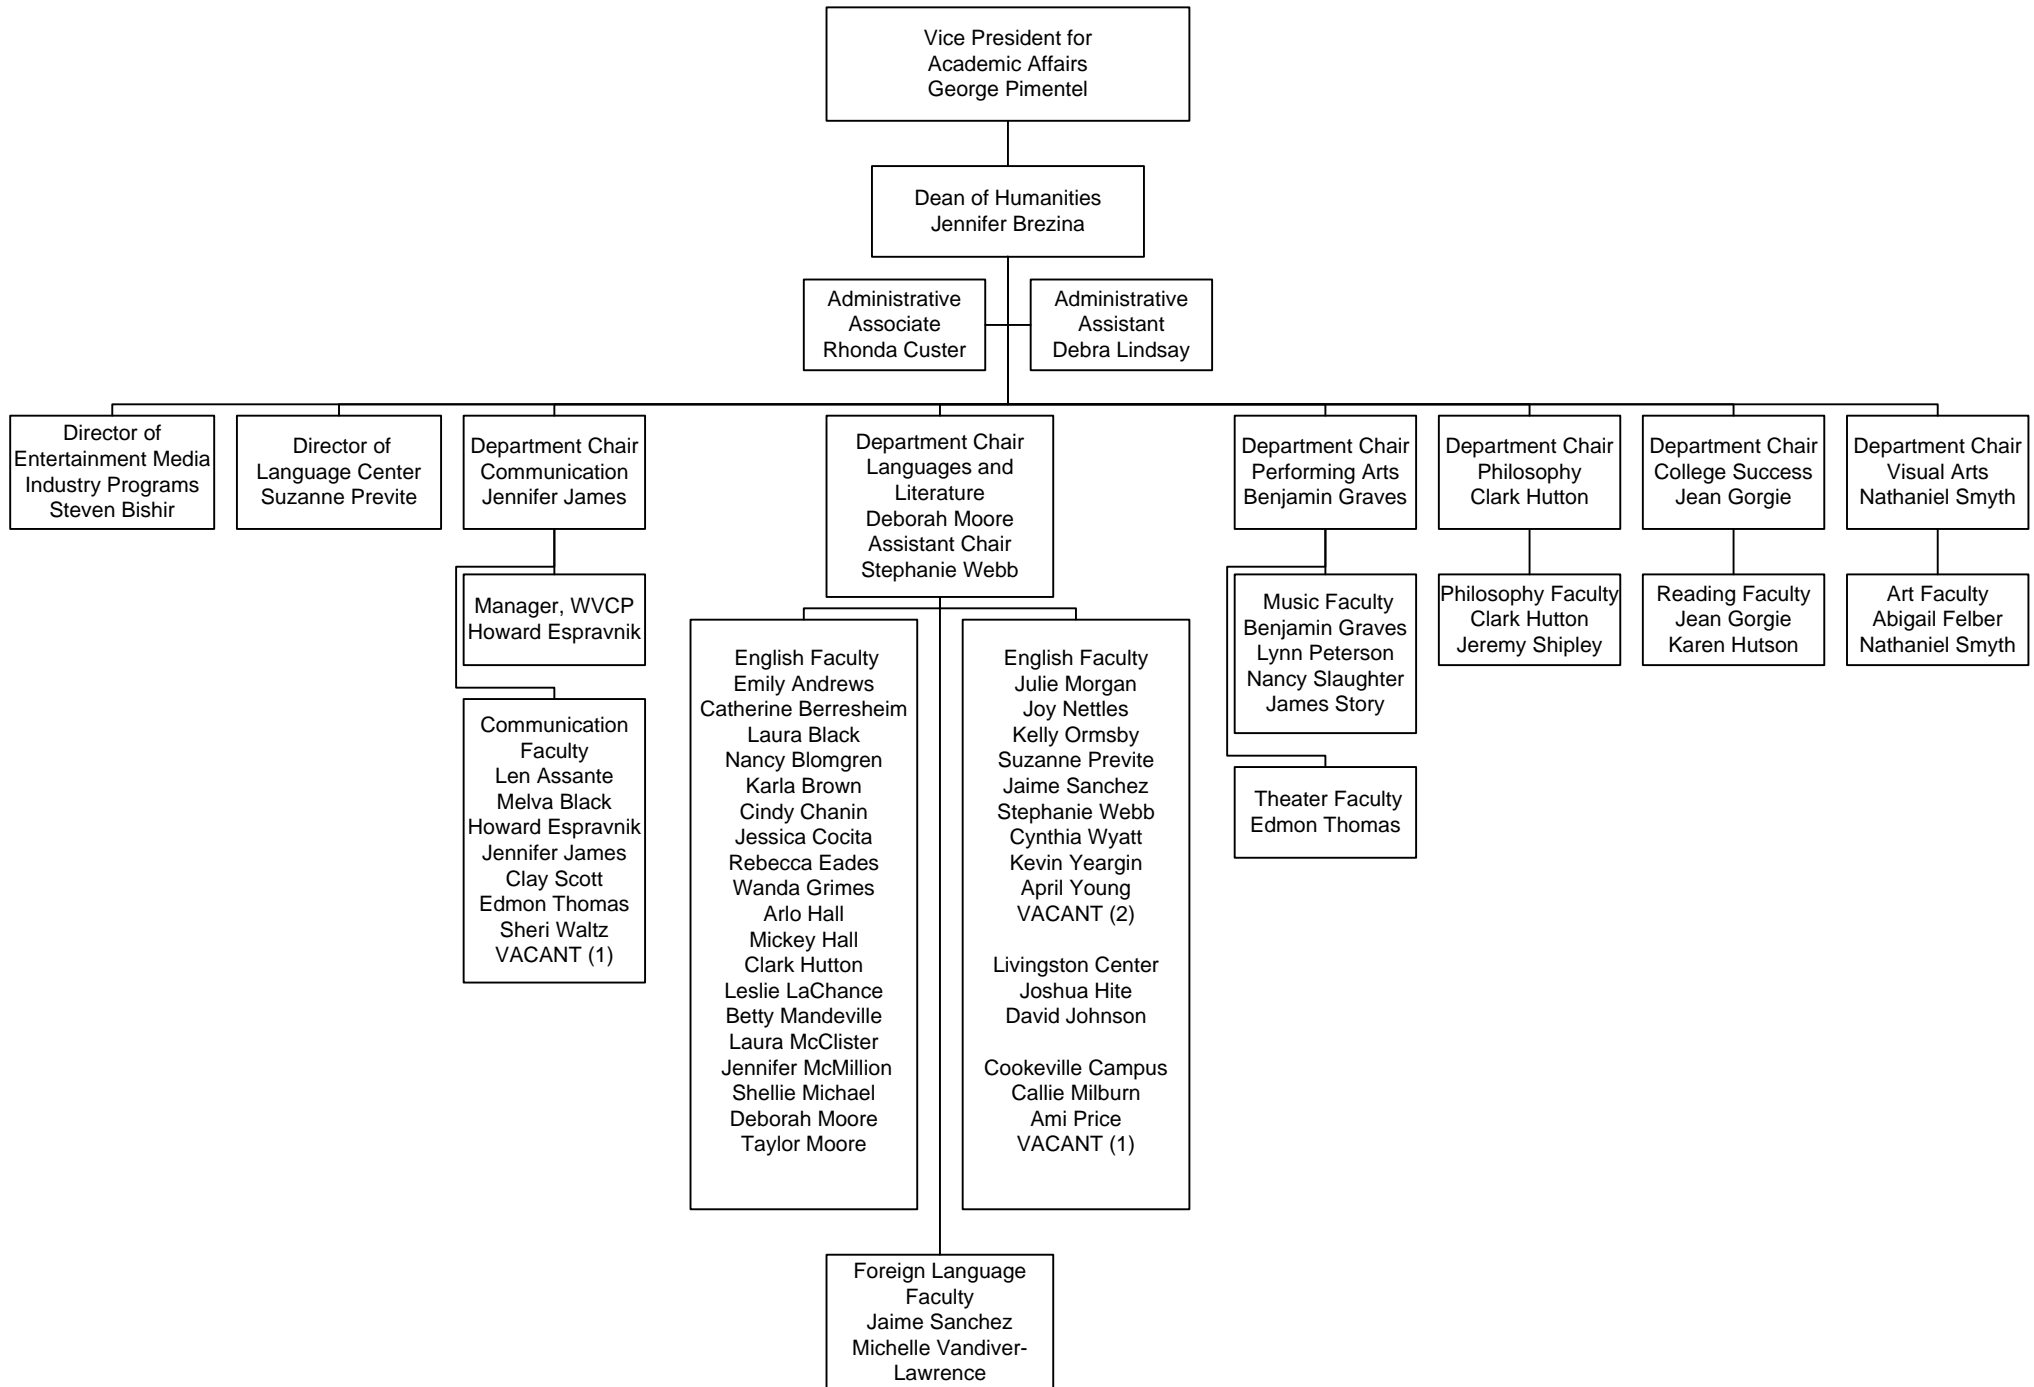 Vice President for
Academic Affairs
George Pimentel
Dean of Humanities
Jennifer Brezina
Administrative
Associate
Rhonda Custer
Administrative
Assistant
Debra Lindsay
Director of
Entertainment Media
Industry Programs
Steven Bishir
Director of
Language Center
Suzanne Previte
Department Chair
Communication
Jennifer James
Department Chair
Languages and
Literature
Deborah Moore
Assistant Chair
Stephanie Webb
Department Chair
Performing Arts
Benjamin Graves
Department Chair
Philosophy
Clark Hutton
Department Chair
College Success
Jean Gorgie
Department Chair
Visual Arts
Nathaniel Smyth
Manager, WVCP
Howard Espravnik
Communication
Faculty
Len Assante
Melva Black
Howard Espravnik
Jennifer James
Clay Scott
Edmon Thomas
Sheri Waltz
VACANT (1)
English Faculty
Emily Andrews
Catherine Berresheim
Laura Black
Nancy Blomgren
Karla Brown
Cindy Chanin
Jessica Cocita
Rebecca Eades
Wanda Grimes
Arlo Hall
Mickey Hall
Clark Hutton
Leslie LaChance
Betty Mandeville
Laura McClister
Jennifer McMillion
Shellie Michael
Deborah Moore
Taylor Moore
English Faculty
Julie Morgan
Joy Nettles
Kelly Ormsby
Suzanne Previte
Jaime Sanchez
Stephanie Webb
Cynthia Wyatt
Kevin Yeargin
April Young
VACANT (2)
Livingston Center
Joshua Hite
David Johnson
Cookeville Campus
Callie Milburn
Ami Price
VACANT (1)
Foreign Language
Faculty
Jaime Sanchez
Michelle Vandiver-
Lawrence
Music Faculty
Benjamin Graves
Lynn Peterson
Nancy Slaughter
James Story
Theater Faculty
Edmon Thomas
Philosophy Faculty
Clark Hutton
Jeremy Shipley
Reading Faculty
Jean Gorgie
Karen Hutson
Art Faculty
Abigail Felber
Nathaniel Smyth